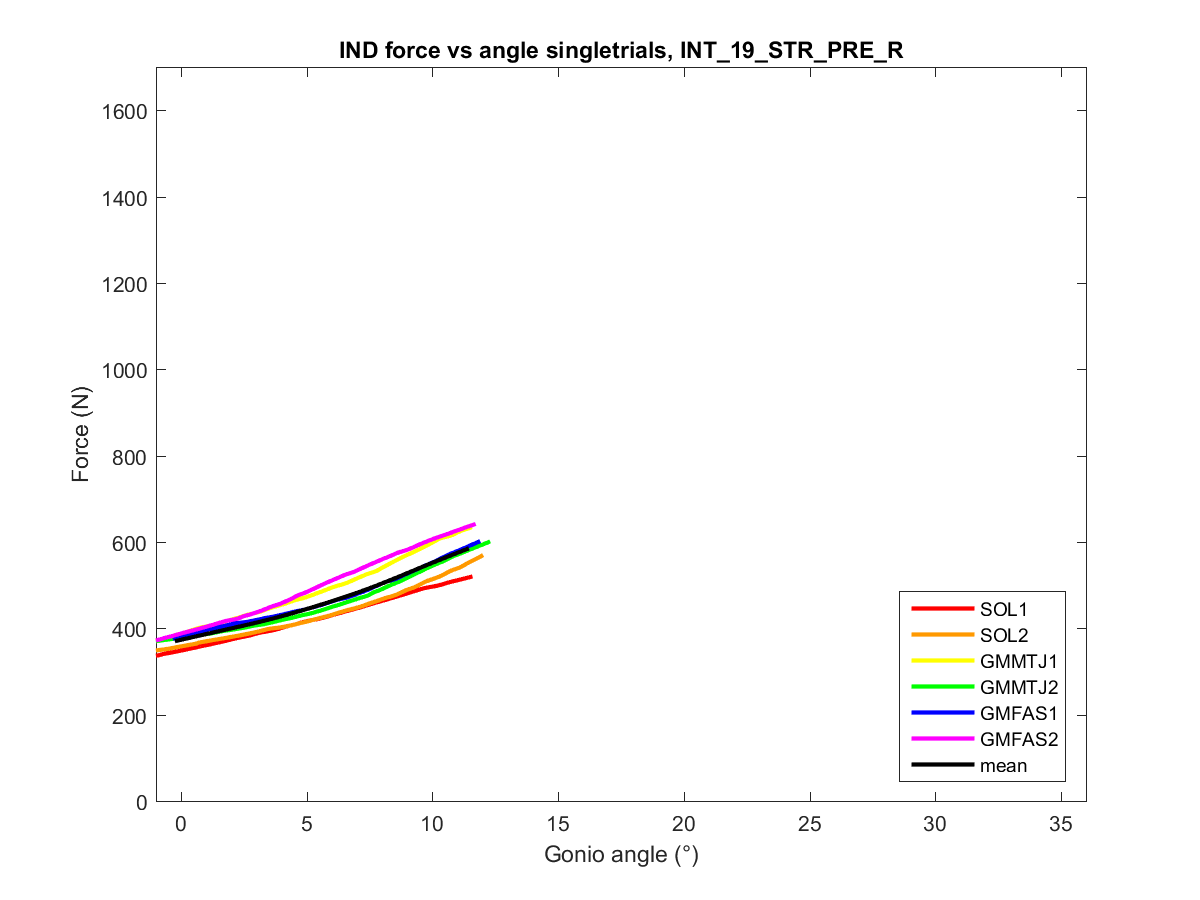 IND force vs angle singletrials, INT_19_STR_PRE_R
1600
1400
1200
1000
800
600
400
200
0
Force (N)
0 5 10 15 20 25 30 35
Gonio angle (°)
SOL1
SOL2
GMMTJ1
GMMTJ2
GMFAS1
GMFAS2
mean